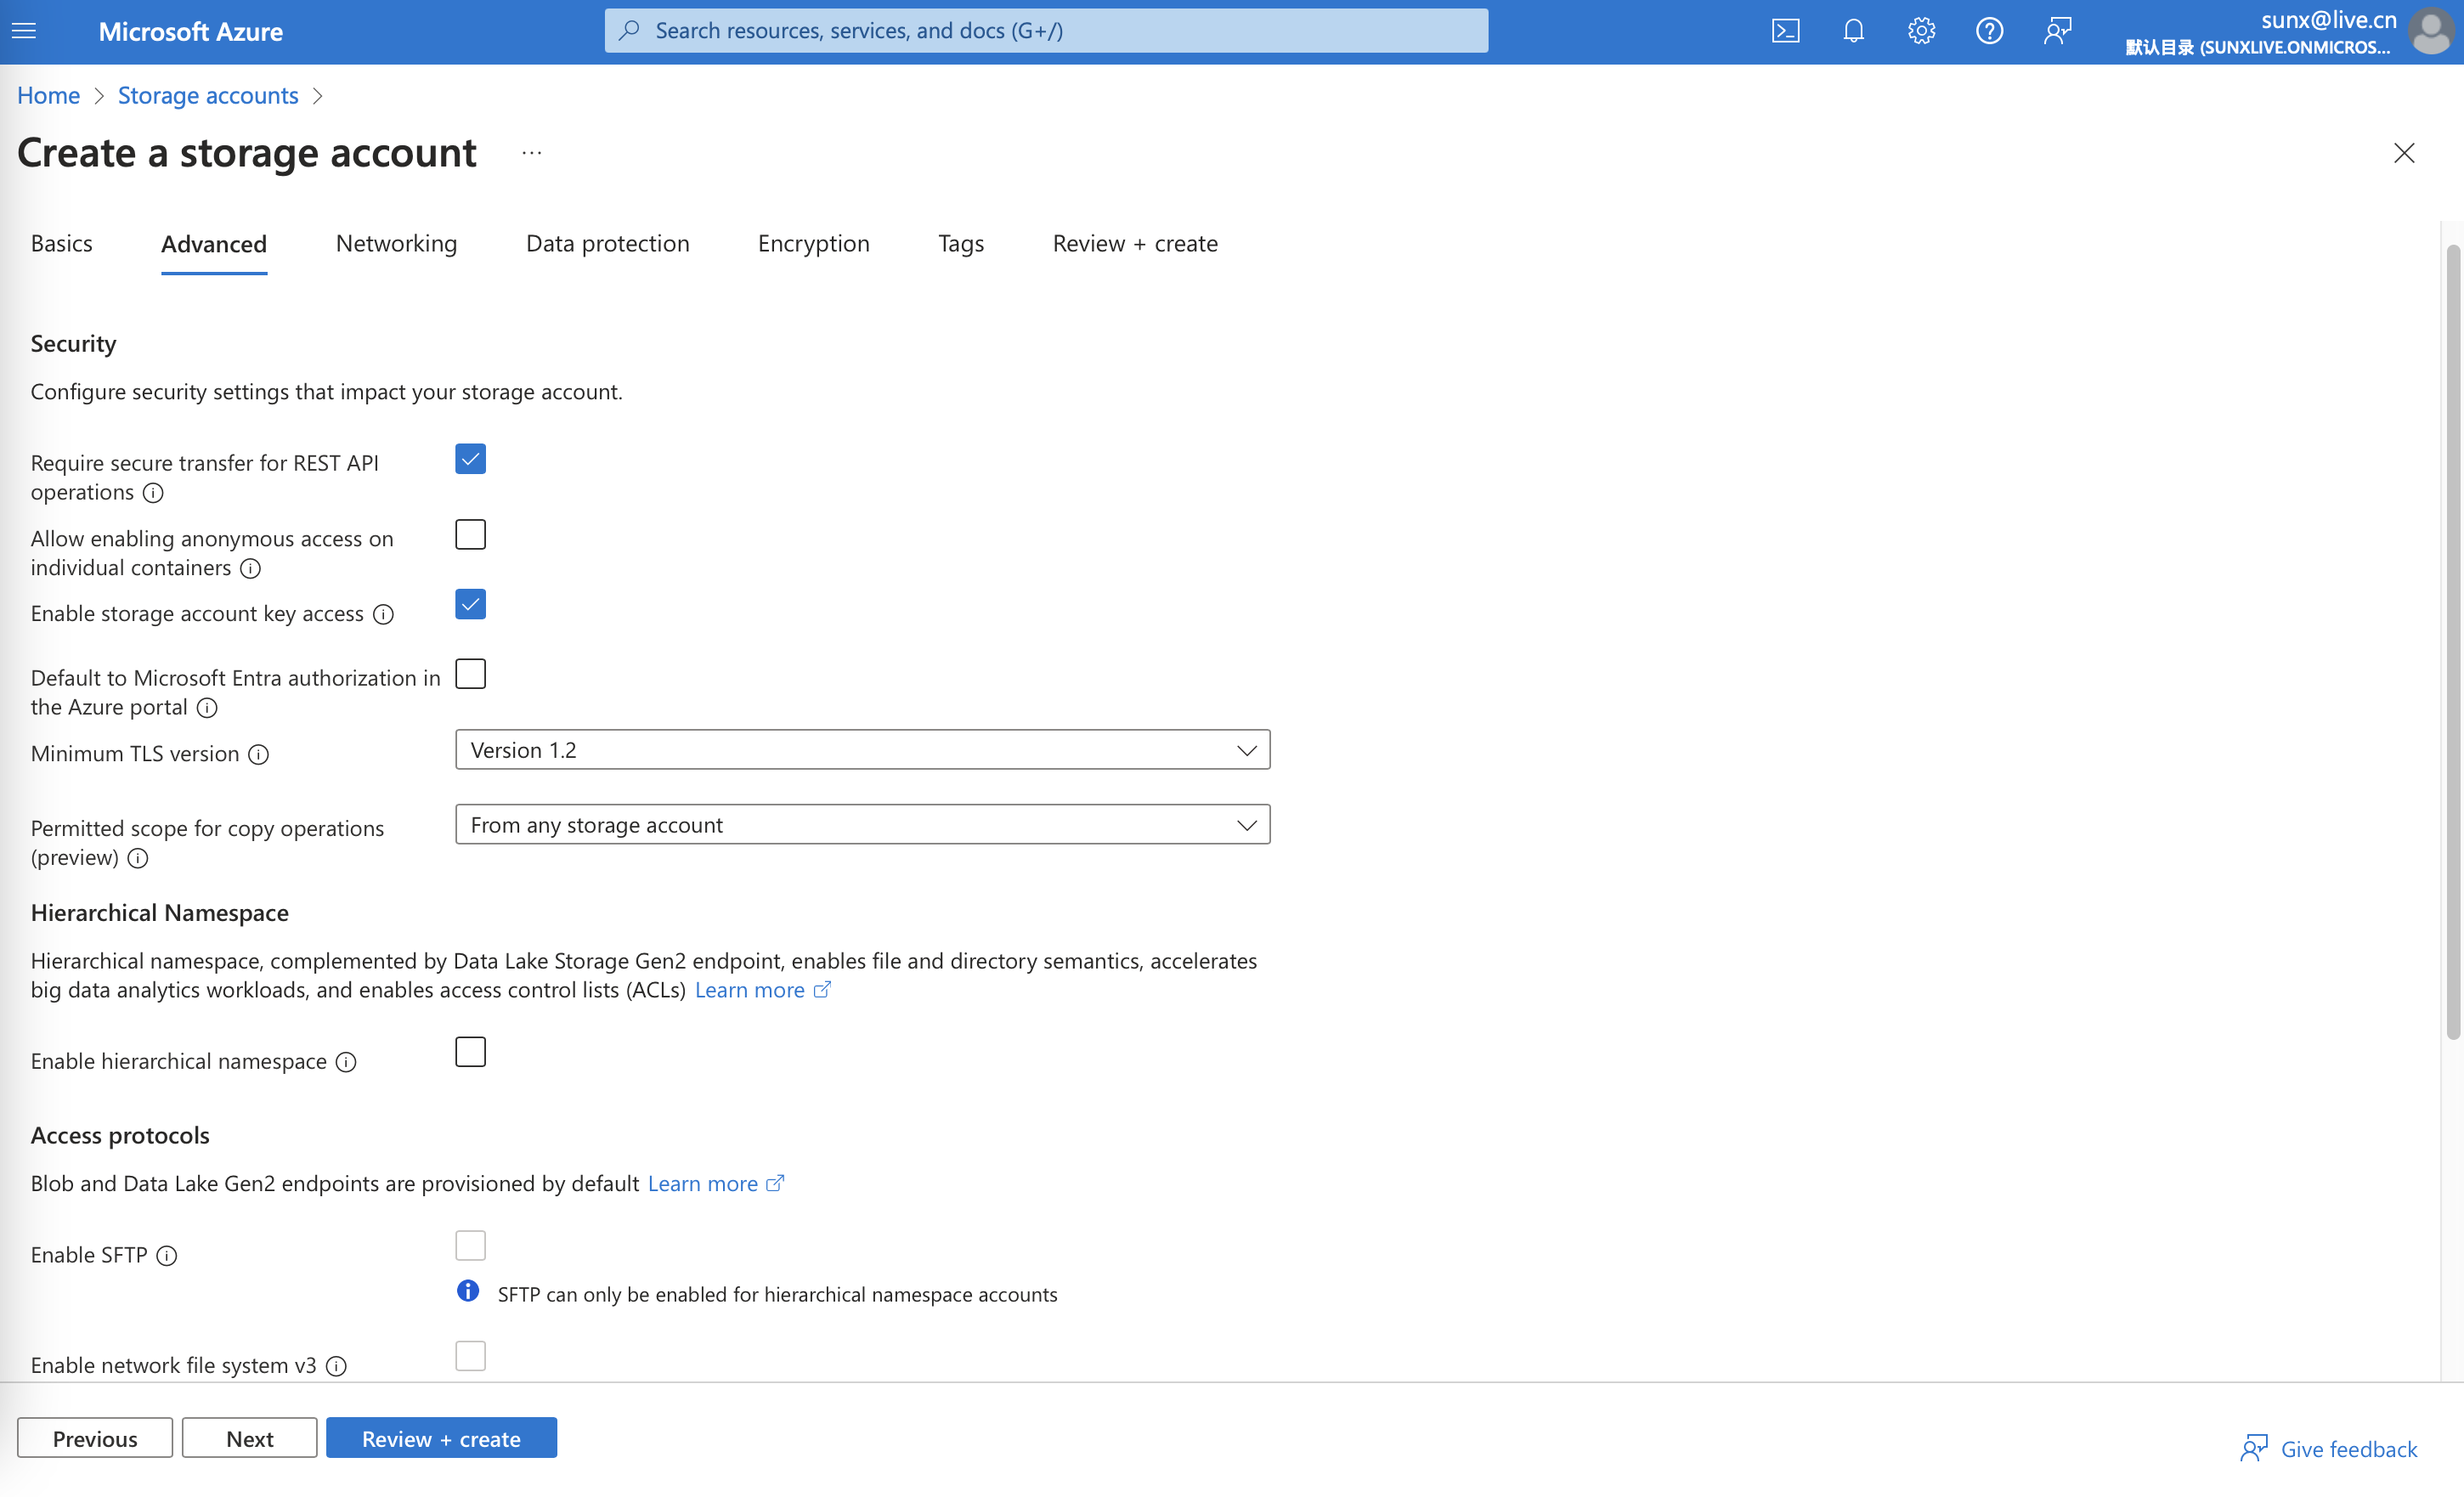 Microsoft Azure
Search resources, services, and docs (G+/)
sunx@live.cn
默认目录 (SUNXLIVE.ONMICROS...
Home
Storage accounts
Create a storage account
...
Basics
Advanced
Networking
Data protection
Encryption
Tags
Review + create
Security
Configure security settings that impact your storage account.
Require secure transfer for REST API
operations
Allow enabling anonymous access on
individual containers
Enable storage account key access
Default to Microsoft Entra authorization in
the Azure portal
Minimum TLS version
Version 1.2
Permitted scope for copy operations
(preview)
From any storage account
Hierarchical Namespace
Hierarchical namespace, complemented by Data Lake Storage Gen2 endpoint, enables file and directory semantics, accelerates
big data analytics workloads, and enables access control lists (ACLs) Learn more
Enable hierarchical namespace
Access protocols
Blob and Data Lake Gen2 endpoints are provisioned by default Learn more
Enable SFTP
SFTP can only be enabled for hierarchical namespace accounts
Enable network file system v3
Previous
Next
Review + create
Give feedback